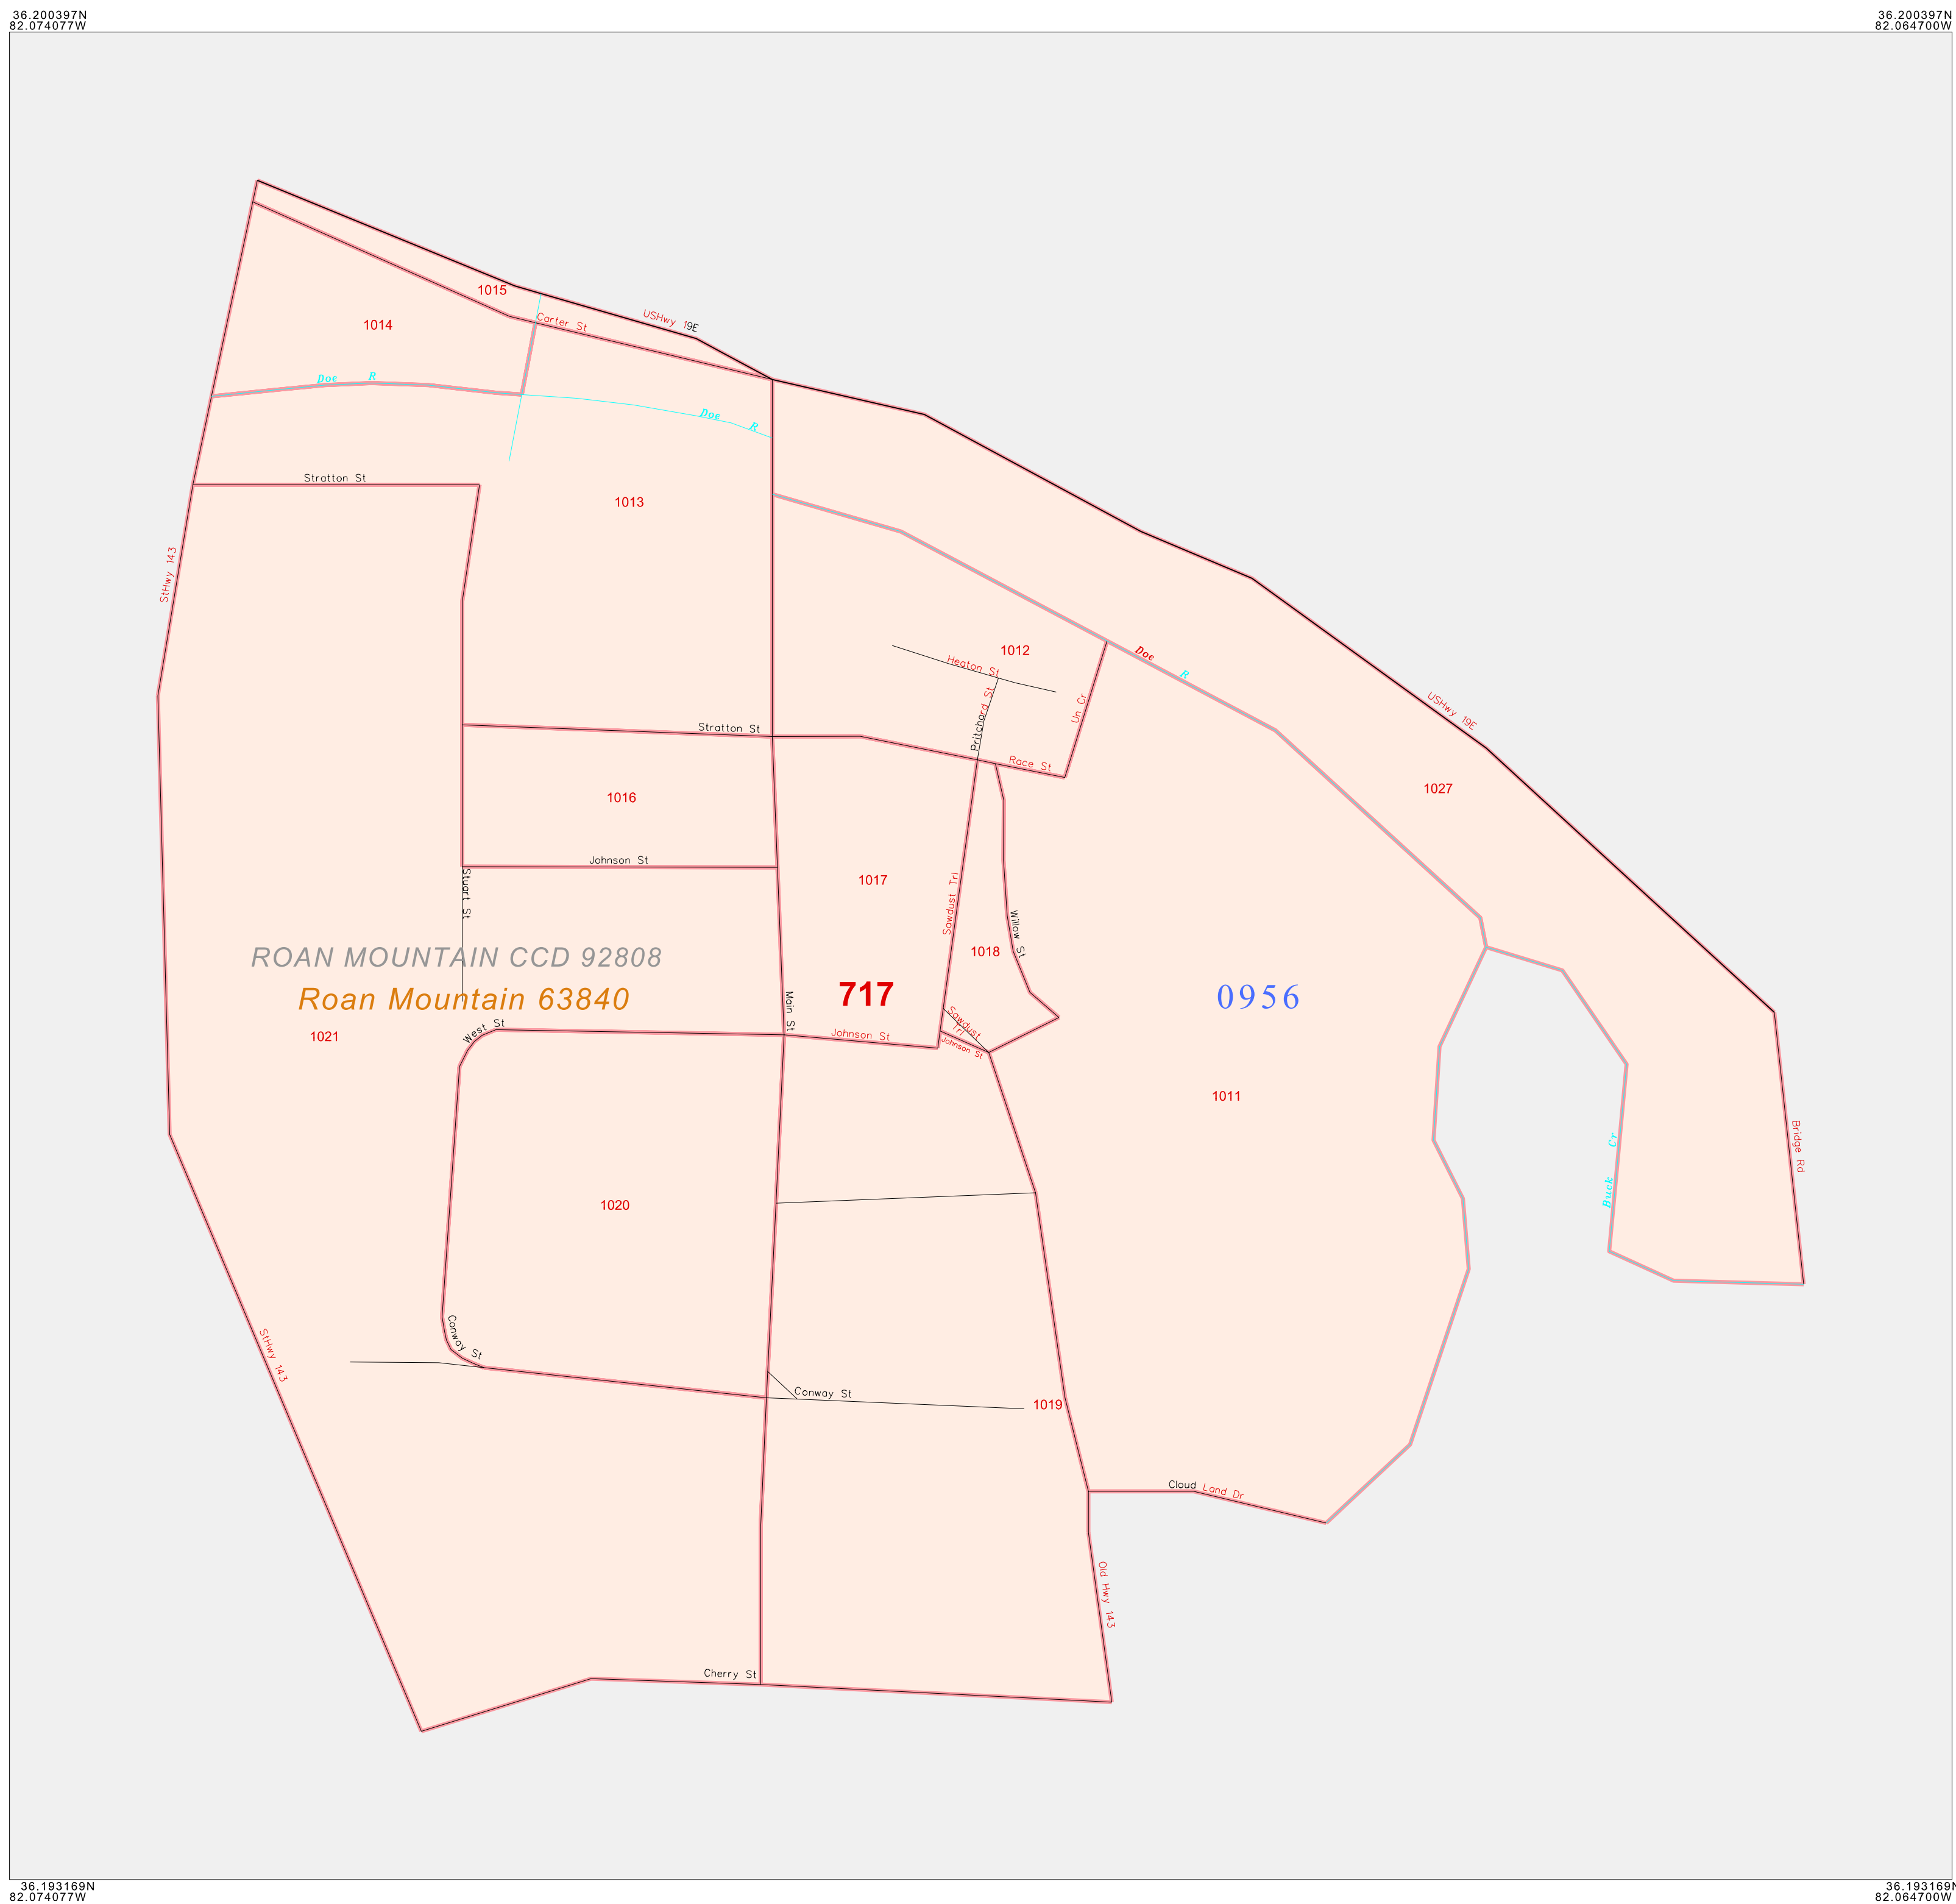 36.200397N
82.074077W
36.200397N
82.064700W
1015
USHwy 19E
Carter St
1014
Doe R
Doe R
Stratton St
1013
StHwy 143
1012
Doe R
Heaton St
Pritchard St
Un Cr
USHwy 19E
Stratton St
Race St
1027
1016
Johnson St
1017
Stuart St
Sawdust Trl
Willow St
1018
ROAN MOUNTAIN CCD 92808
Roan Mountain 63840
717
0956
Main St
West St
1021
Johnson St
Sawdust
Trl
Johnson St
1011
Bridge Rd
Buck Cr
1020
Conway St
StHwy 143
Conway St
1019
Cloud Land Dr
Old Hwy 143
Cherry St
36.193169N
82.074077W
36.193169N
82.064700W